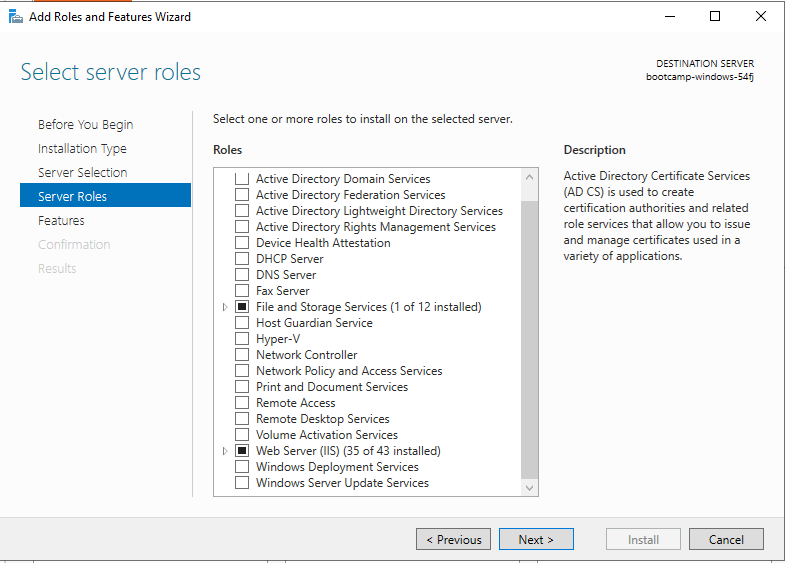 Add Roles and Features Wizard
Select server roles
DESTINATION SERVER
bootcamp-windows-54fj
Before You Begin
Installation Type
Server Selection
Server Roles
Features
Confirmation
Results
Select one or more roles to install on the selected server.
Roles
Active Directory Domain Services
Active Directory Federation Services
Active Directory Lightweight Directory Services
Active Directory Rights Management Services
Device Health Attestation
DHCP Server
DNS Server
Fax Server
File and Storage Services (1 of 12 installed)
Host Guardian Service
Hyper-V
Network Controller
Network Policy and Access Services
Print and Document Services
Remote Access
Remote Desktop Services
Volume Activation Services
Web Server (IIS) (35 of 43 installed)
Windows Deployment Services
Windows Server Update Services
Description
Active Directory Certificate Services
(AD CS) is used to create
certification authorities and related
role services that allow you to issue
and manage certificates used in a
variety of applications.
< Previous
Next >
Install
Cancel